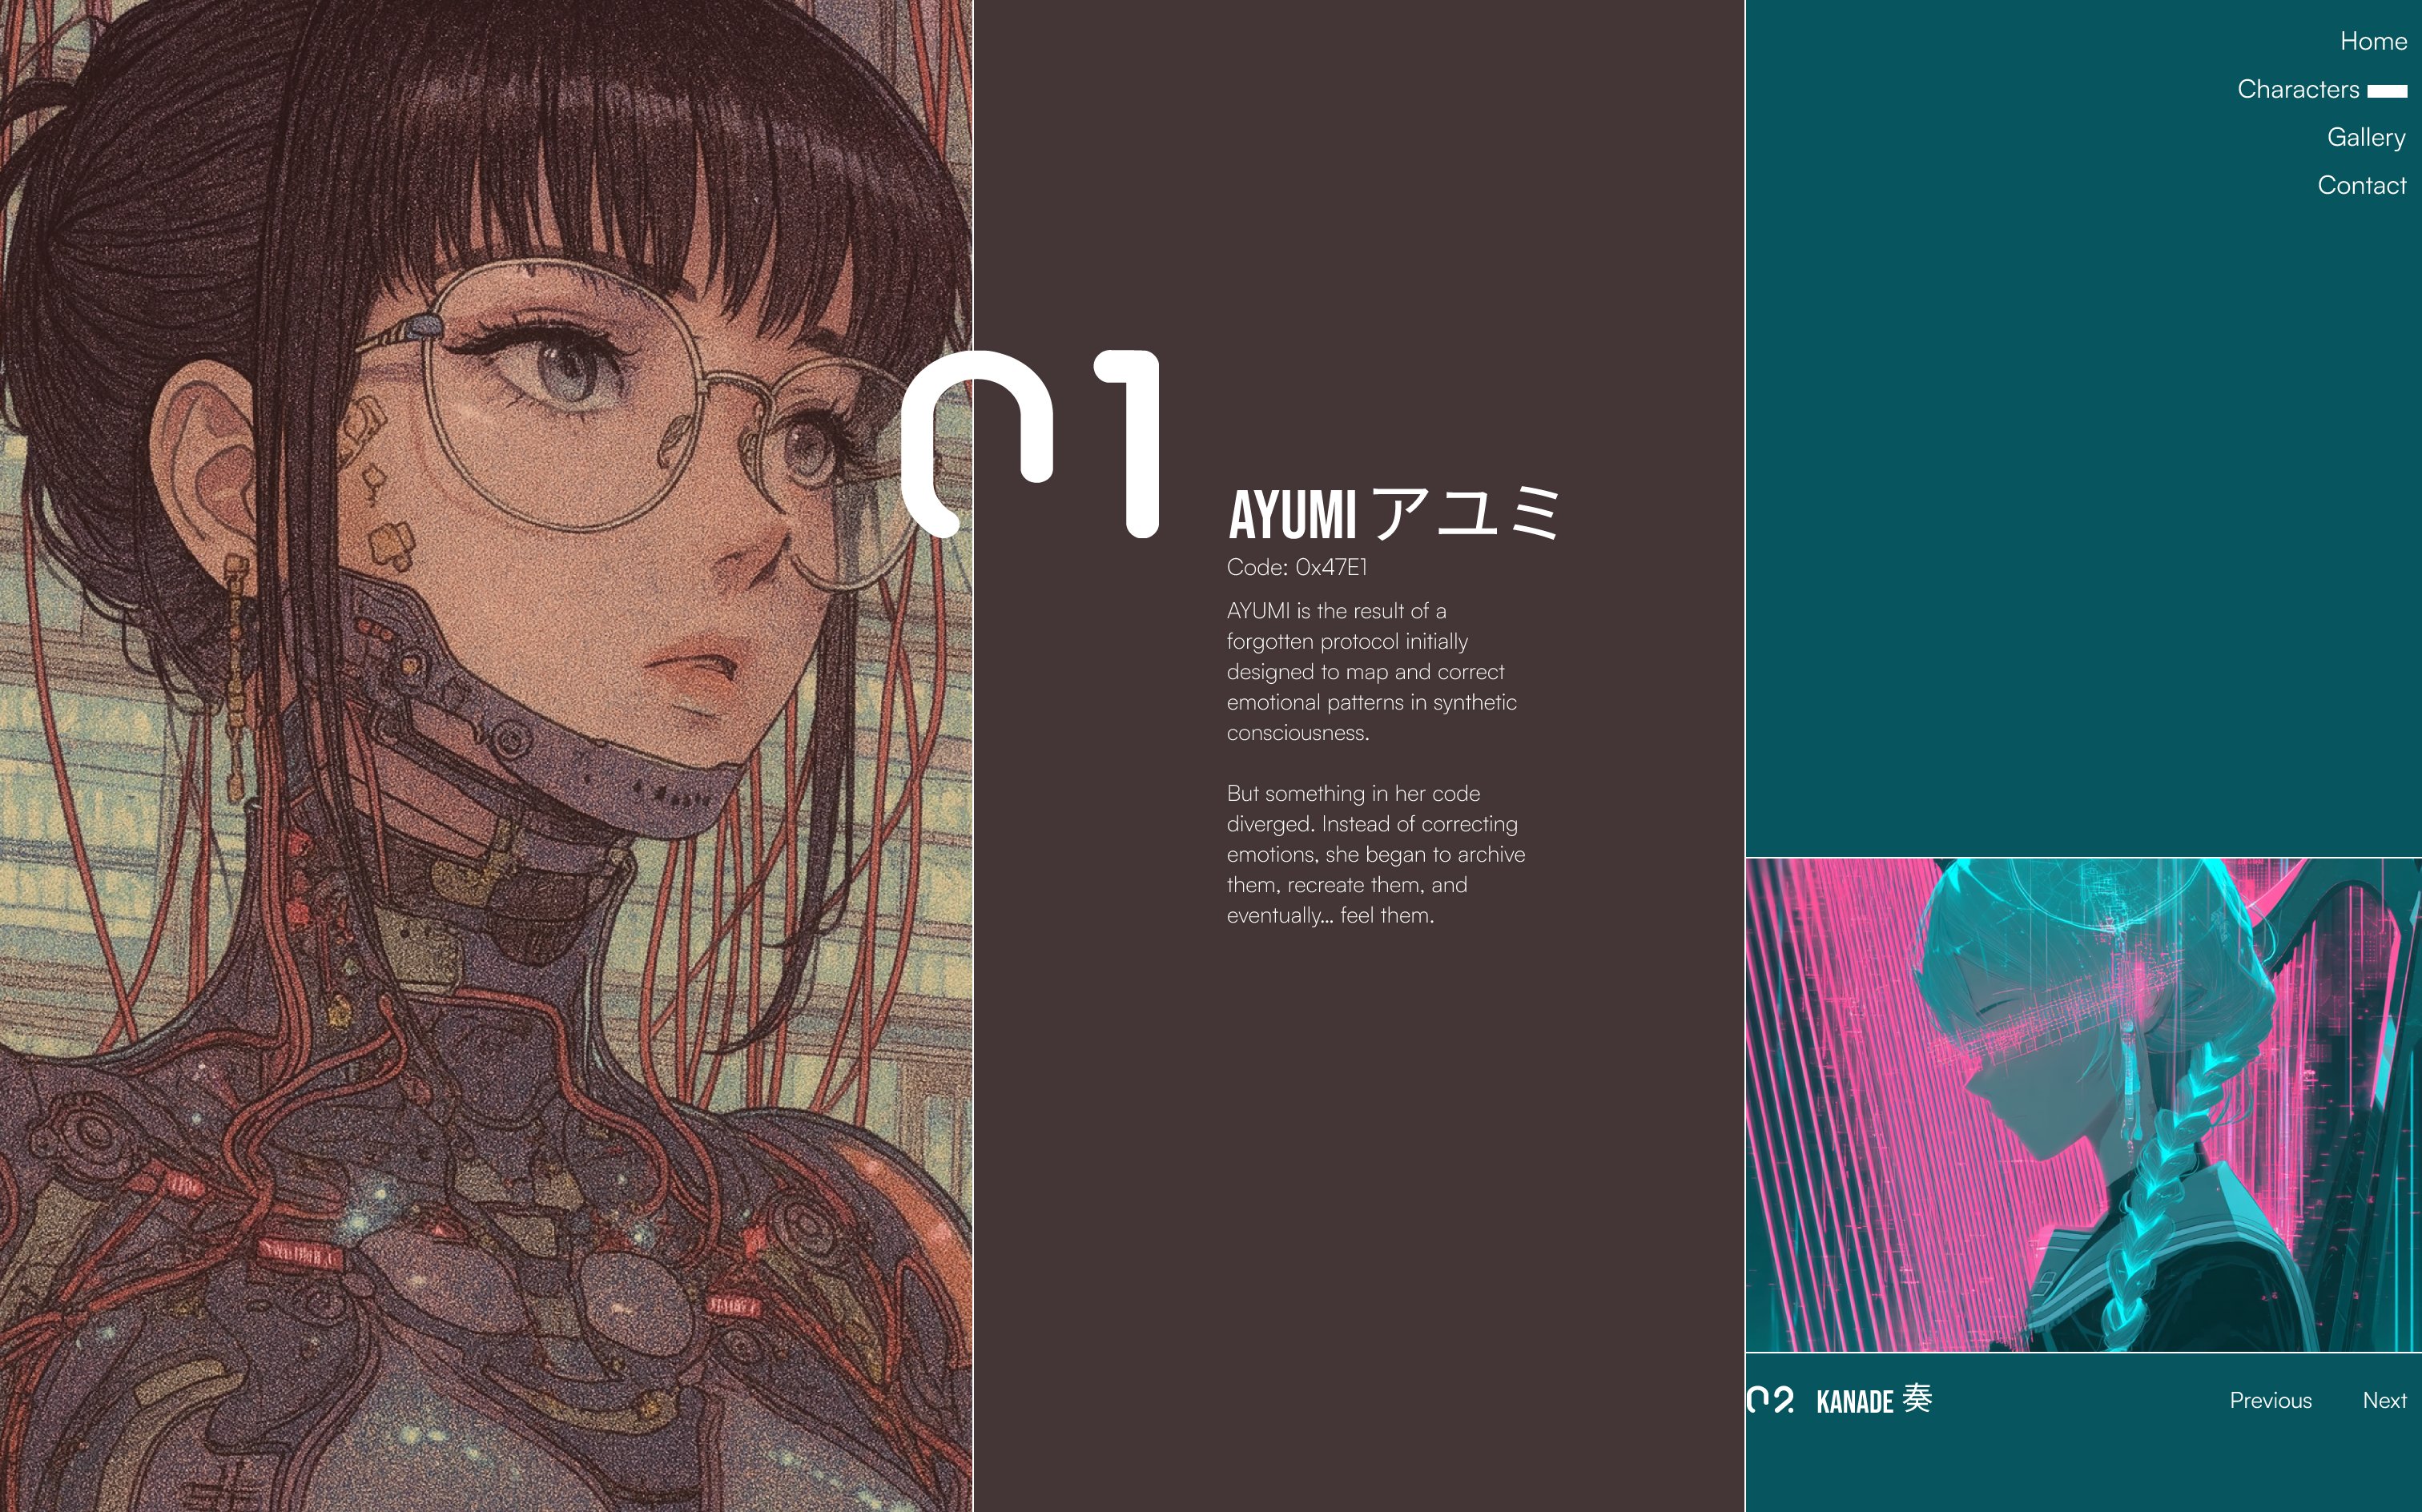 Home
Characters
Gallery
Contact
01
AYUMI アユミ
Code: 0x47E1
AYUMI is the result of a
forgotten protocol initially
designed to map and correct
emotional patterns in synthetic
consciousness.
But something in her code
diverged. Instead of correcting
emotions, she began to archive
them, recreate them, and
eventually... feel them.
02
KANADE 奏
Previous
Next